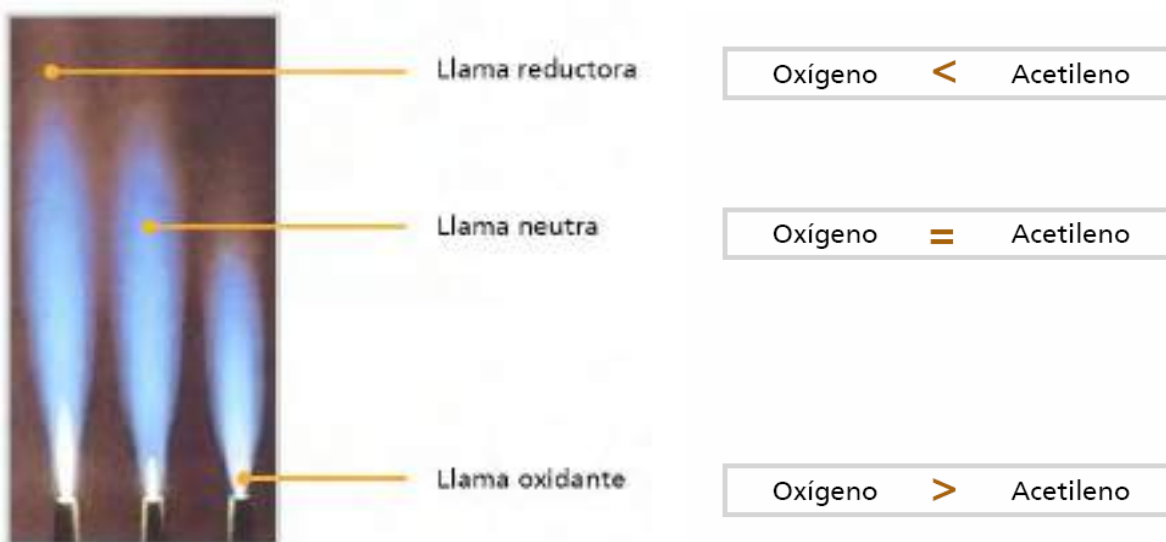 Llama reductora
Oxígeno < Acetileno
Llama neutra
Oxígeno = Acetileno
Llama oxidante
Oxígeno > Acetileno